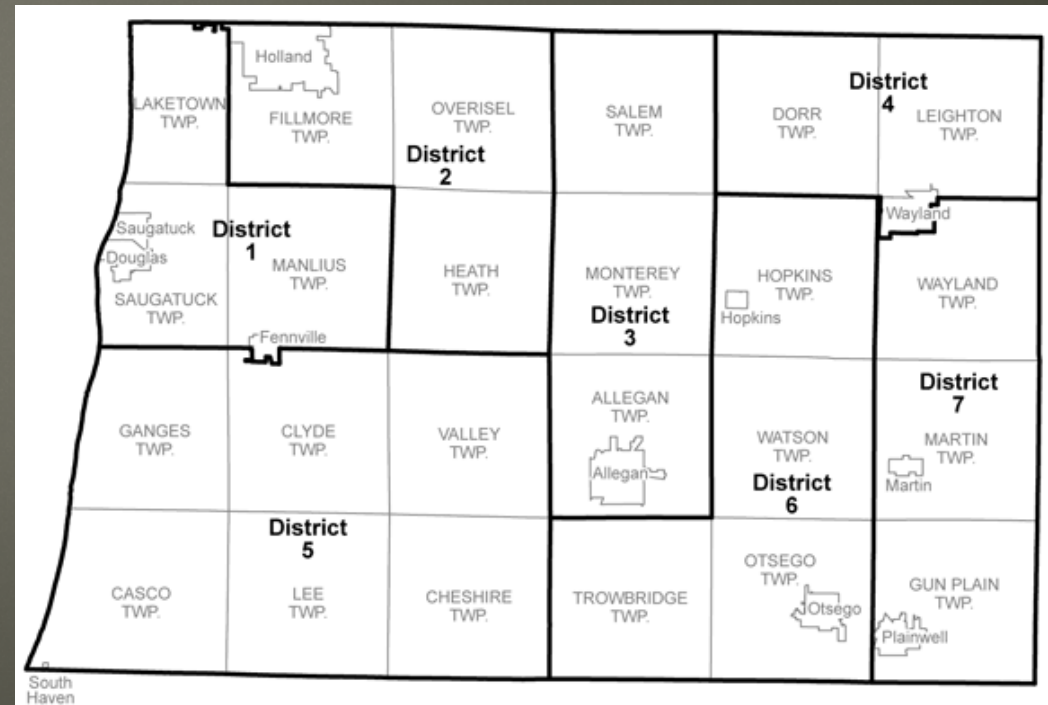 Holland
LAKETOWN
TWP.
FILLMORE
TWP.
OVERISEL
TWP.
District
2
SALEM
TWP.
DORR
TWP.
District
4
LEIGHTON
TWP.
Saugatuck
Douglas
SAUGATUCK
TWP.
District
1
MANLIUS
TWP.
Fennville
HEATH
TWP.
MONTEREY
TWP.
District
3
HOPKINS
TWP.
Hopkins
Wayland
WAYLAND
TWP.
GANGES
TWP.
CLYDE
TWP.
VALLEY
TWP.
ALLEGAN
TWP.
Allegan
WATSON
TWP.
District
6
District
7
MARTIN
TWP.
Martin
District
5
CASCO
TWP.
LEE
TWP.
CHESHIRE
TWP.
TROWBRIDGE
TWP.
OTSEGO
TWP.
Otsego
GUN PLAIN
TWP.
Plainwell
South
Haven